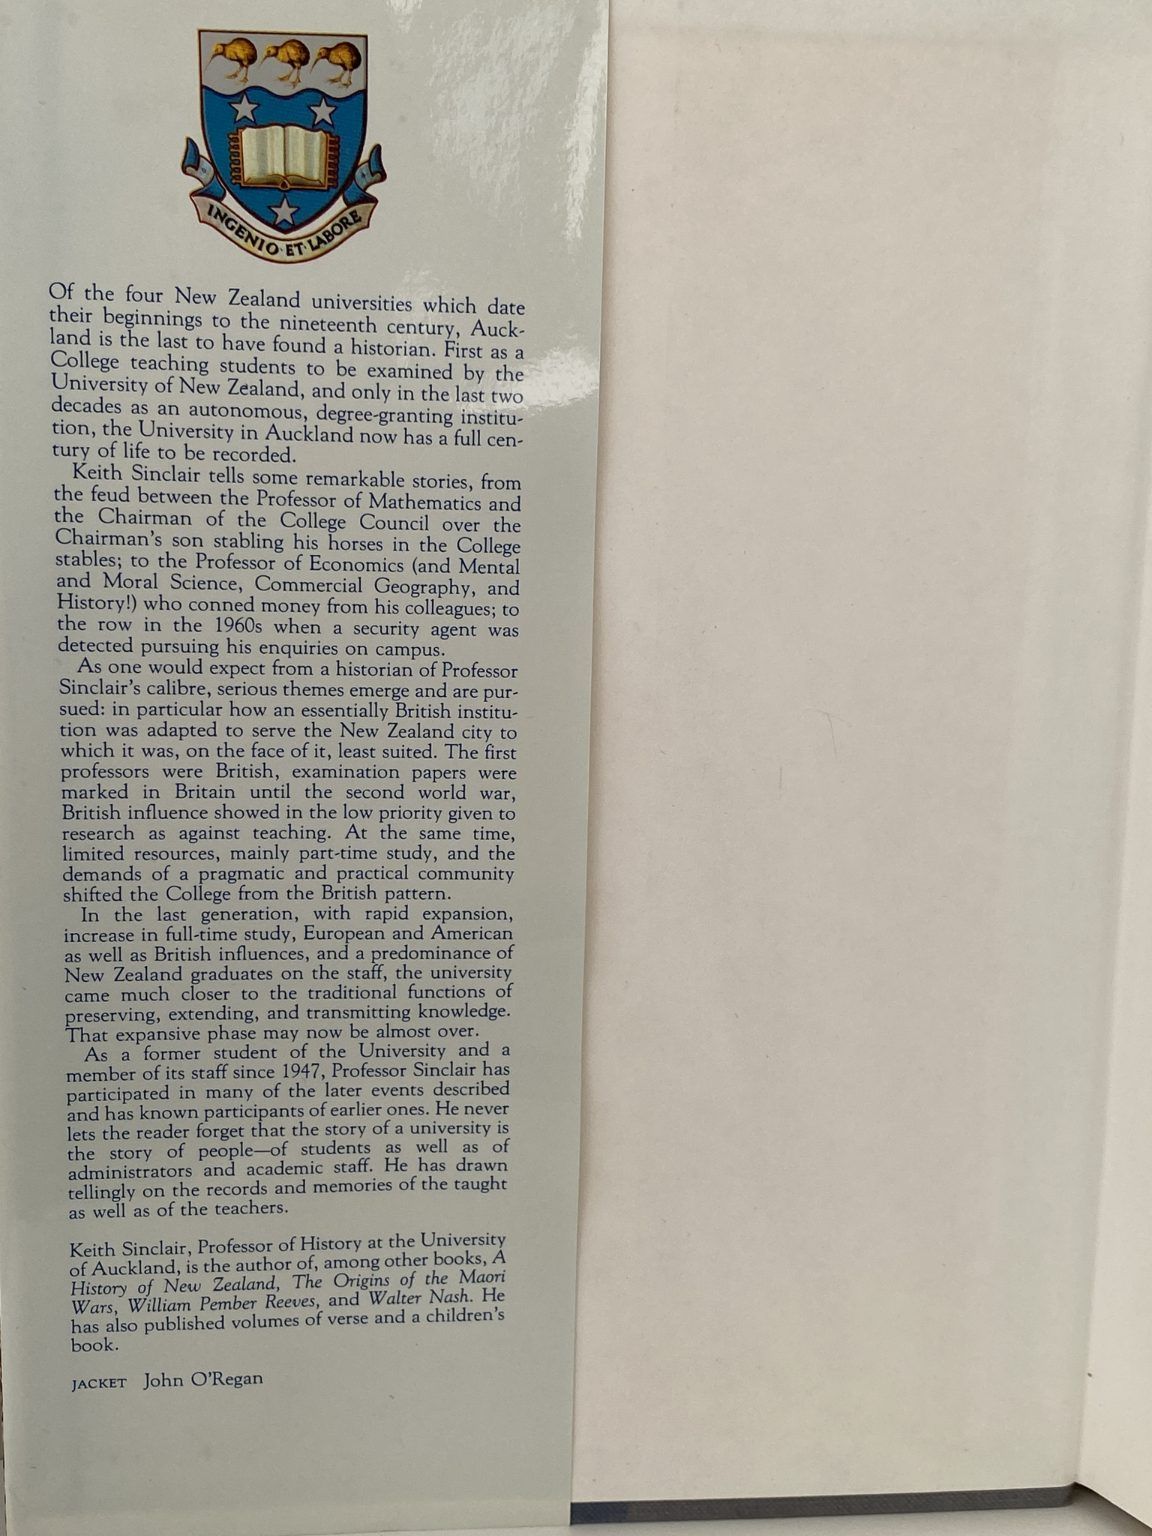 INGENIO·ET·LABORE
Of the four New Zealand universities which date
their beginnings to the nineteenth century, Auck-
land is the last to have found a historian. First as a
College teaching students to be examined by the
University of New Zealand, and only in the last two
decades as an autonomous, degree-granting institu-
tion, the University in Auckland now has a full cen-
tury of life to be recorded.
Keith Sinclair tells some remarkable stories, from
the feud between the Professor of Mathematics and
the Chairman of the College Council over the
Chairman's son stabling his horses in the College
stables; to the Professor of Economics (and Mental
and Moral Science, Commercial Geography, and
History!) who conned money from his colleagues; to
the row in the 1960s when a security agent was
detected pursuing his enquiries on campus.
As one would expect from a historian of Professor
Sinclair's calibre, serious themes emerge and are pur-
sued: in particular how an essentially British institu-
tion was adapted to serve the New Zealand city to
which it was, on the face of it, least suited. The first
professors were British, examination papers were
marked in Britain until the second world war,
British influence showed in the low priority given to
research as against teaching. At the same time,
limited resources, mainly part-time study, and the
demands of a pragmatic and practical community
shifted the College from the British pattern.
In the last generation, with rapid expansion,
increase in full-time study, European and American
as well as British influences, and a predominance of
New Zealand graduates on the staff, the university
came much closer to the traditional functions of
preserving, extending, and transmitting knowledge.
That expansive phase may now be almost over.
As a former student of the University and a
member of its staff since 1947, Professor Sinclair has
participated in many of the later events described
and has known participants of earlier ones. He never
lets the reader forget that the story of a university is
the story of people—of students as well as of
administrators and academic staff. He has drawn
tellingly on the records and memories of the taught
as well as of the teachers.
Keith Sinclair, Professor of History at the University
of Auckland, is the author of, among other books, A
History of New Zealand, The Origins of the Maori
Wars, William Pember Reeves, and Walter Nash. He
has also published volumes of verse and a children's
book.
JACKET John O'Regan